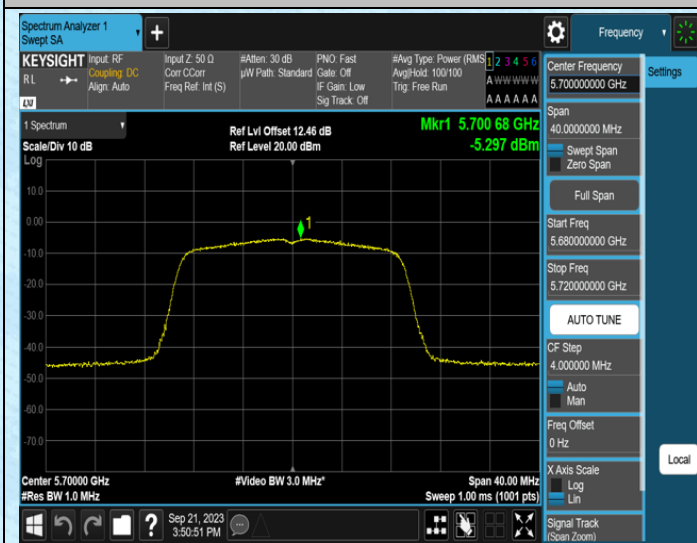 Spectrum Analyzer 1
Swept SA
+
Frequency
KEYSIGHT
RL
LXI
Input: RF
Coupling: DC
Align: Auto
Input Z: 50 Ω
Corr CCorr
Freq Ref: Int (S)
#Atten: 30 dB
µW Path: Standard
PNO: Fast
Gate: Off
IF Gain: Low
Sig Track: Off
#Avg Type: Power (RMS
Avg|Hold: 100/100
Trig: Free Run
1 2 3 4 5 6
A W W W W W
A A A A A A
1 Spectrum
Scale/Div 10 dB
Log
Ref Lvl Offset 12.46 dB
Ref Level 20.00 dBm
Mkr1 5.700 68 GHz
-5.297 dBm
1
10.0
0.00
-10.0
-20.0
-30.0
-40.0
-50.0
-60.0
-70.0
Center 5.70000 GHz
#Res BW 1.0 MHz
#Video BW 3.0 MHz*
Span 40.00 MHz
Sweep 1.00 ms (1001 pts)
?
Sep 21, 2023
3:50:51 PM
Center Frequency
5.700000000 GHz
Span
40.0000000 MHz
Swept Span
Zero Span
Full Span
Start Freq
5.680000000 GHz
Stop Freq
5.720000000 GHz
AUTO TUNE
CF Step
4.000000 MHz
Auto
Man
Freq Offset
0 Hz
X Axis Scale
Log
Lin
Signal Track
(Span Zoom)
Settings
Local